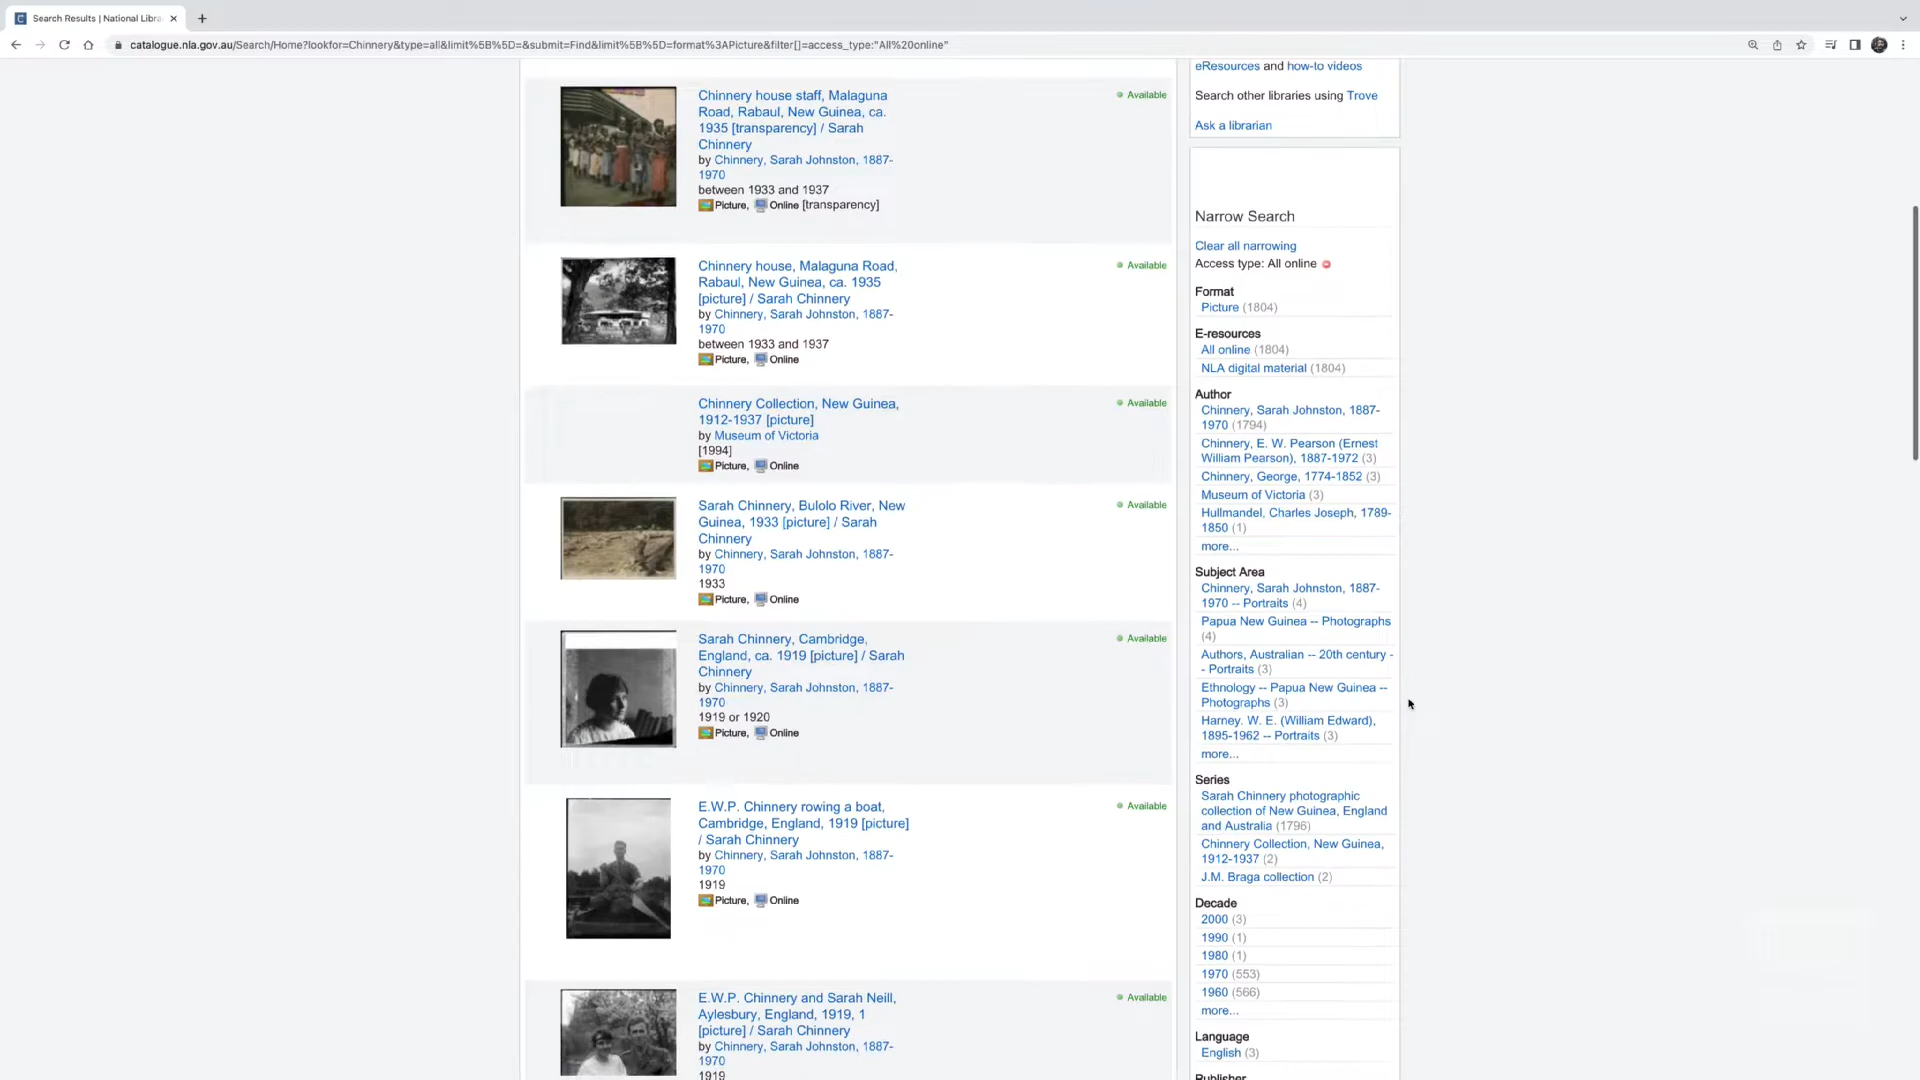 Search Results | National Libra
catalogue.nla.gov.au/Search/Home?lookfor=Chinnery&type=all&limit%5B%5D=&submit=Find&limit%5B%5D=format%3APicture&filter[]=access_type:"All%20online"
Chinnery house staff, Malaguna
Road, Rabaul, New Guinea, ca.
1935 [transparency] / Sarah
Chinnery
by Chinnery, Sarah Johnston, 1887-
1970
between 1933 and 1937
Picture, Online [transparency]
Available
Chinnery house, Malaguna Road,
Rabaul, New Guinea, ca. 1935
[picture] / Sarah Chinnery
by Chinnery, Sarah Johnston, 1887-
1970
between 1933 and 1937
Picture, Online
Available
Chinnery Collection, New Guinea,
1912-1937 [picture]
by Museum of Victoria
[1994]
Picture, Online
Available
Sarah Chinnery, Bulolo River, New
Guinea, 1933 [picture] / Sarah
Chinnery
by Chinnery, Sarah Johnston, 1887-
1970
1933
Picture, Online
Available
Sarah Chinnery, Cambridge,
England, ca. 1919 [picture] / Sarah
Chinnery
by Chinnery, Sarah Johnston, 1887-
1970
1919 or 1920
Picture, Online
Available
E.W.P. Chinnery rowing a boat,
Cambridge, England, 1919 [picture]
/ Sarah Chinnery
by Chinnery, Sarah Johnston, 1887-
1970
1919
Picture, Online
Available
E.W.P. Chinnery and Sarah Neill,
Aylesbury, England, 1919, 1
[picture] / Sarah Chinnery
by Chinnery, Sarah Johnston, 1887-
1970
1919
Available
eResources and how-to videos
Search other libraries using Trove
Ask a librarian
Narrow Search
Clear all narrowing
Access type: All online
Format
Picture (1804)
E-resources
All online (1804)
NLA digital material (1804)
Author
Chinnery, Sarah Johnston, 1887-
1970 (1794)
Chinnery, E. W. Pearson (Ernest
William Pearson), 1887-1972 (3)
Chinnery, George, 1774-1852 (3)
Museum of Victoria (3)
Hullmandel, Charles Joseph, 1789-
1850 (1)
more...
Subject Area
Chinnery, Sarah Johnston, 1887-
1970 -- Portraits (4)
Papua New Guinea -- Photographs
(4)
Authors, Australian -- 20th century -
- Portraits (3)
Ethnology -- Papua New Guinea --
Photographs (3)
Harney. W. E. (William Edward),
1895-1962 -- Portraits (3)
more...
Series
Sarah Chinnery photographic
collection of New Guinea, England
and Australia (1796)
Chinnery Collection, New Guinea,
1912-1937 (2)
J.M. Braga collection (2)
Decade
2000 (3)
1990 (1)
1980 (1)
1970 (553)
1960 (566)
more...
Language
English (3)
Publisher